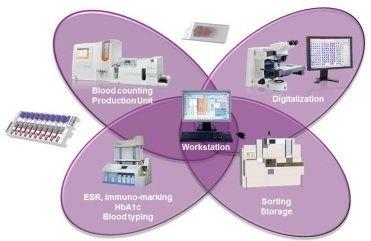 Blood counting
Production Unit
Digitalization
Workstation
ESR, immuno-marking
HbA1c
Blood typing
Sorting
Storage